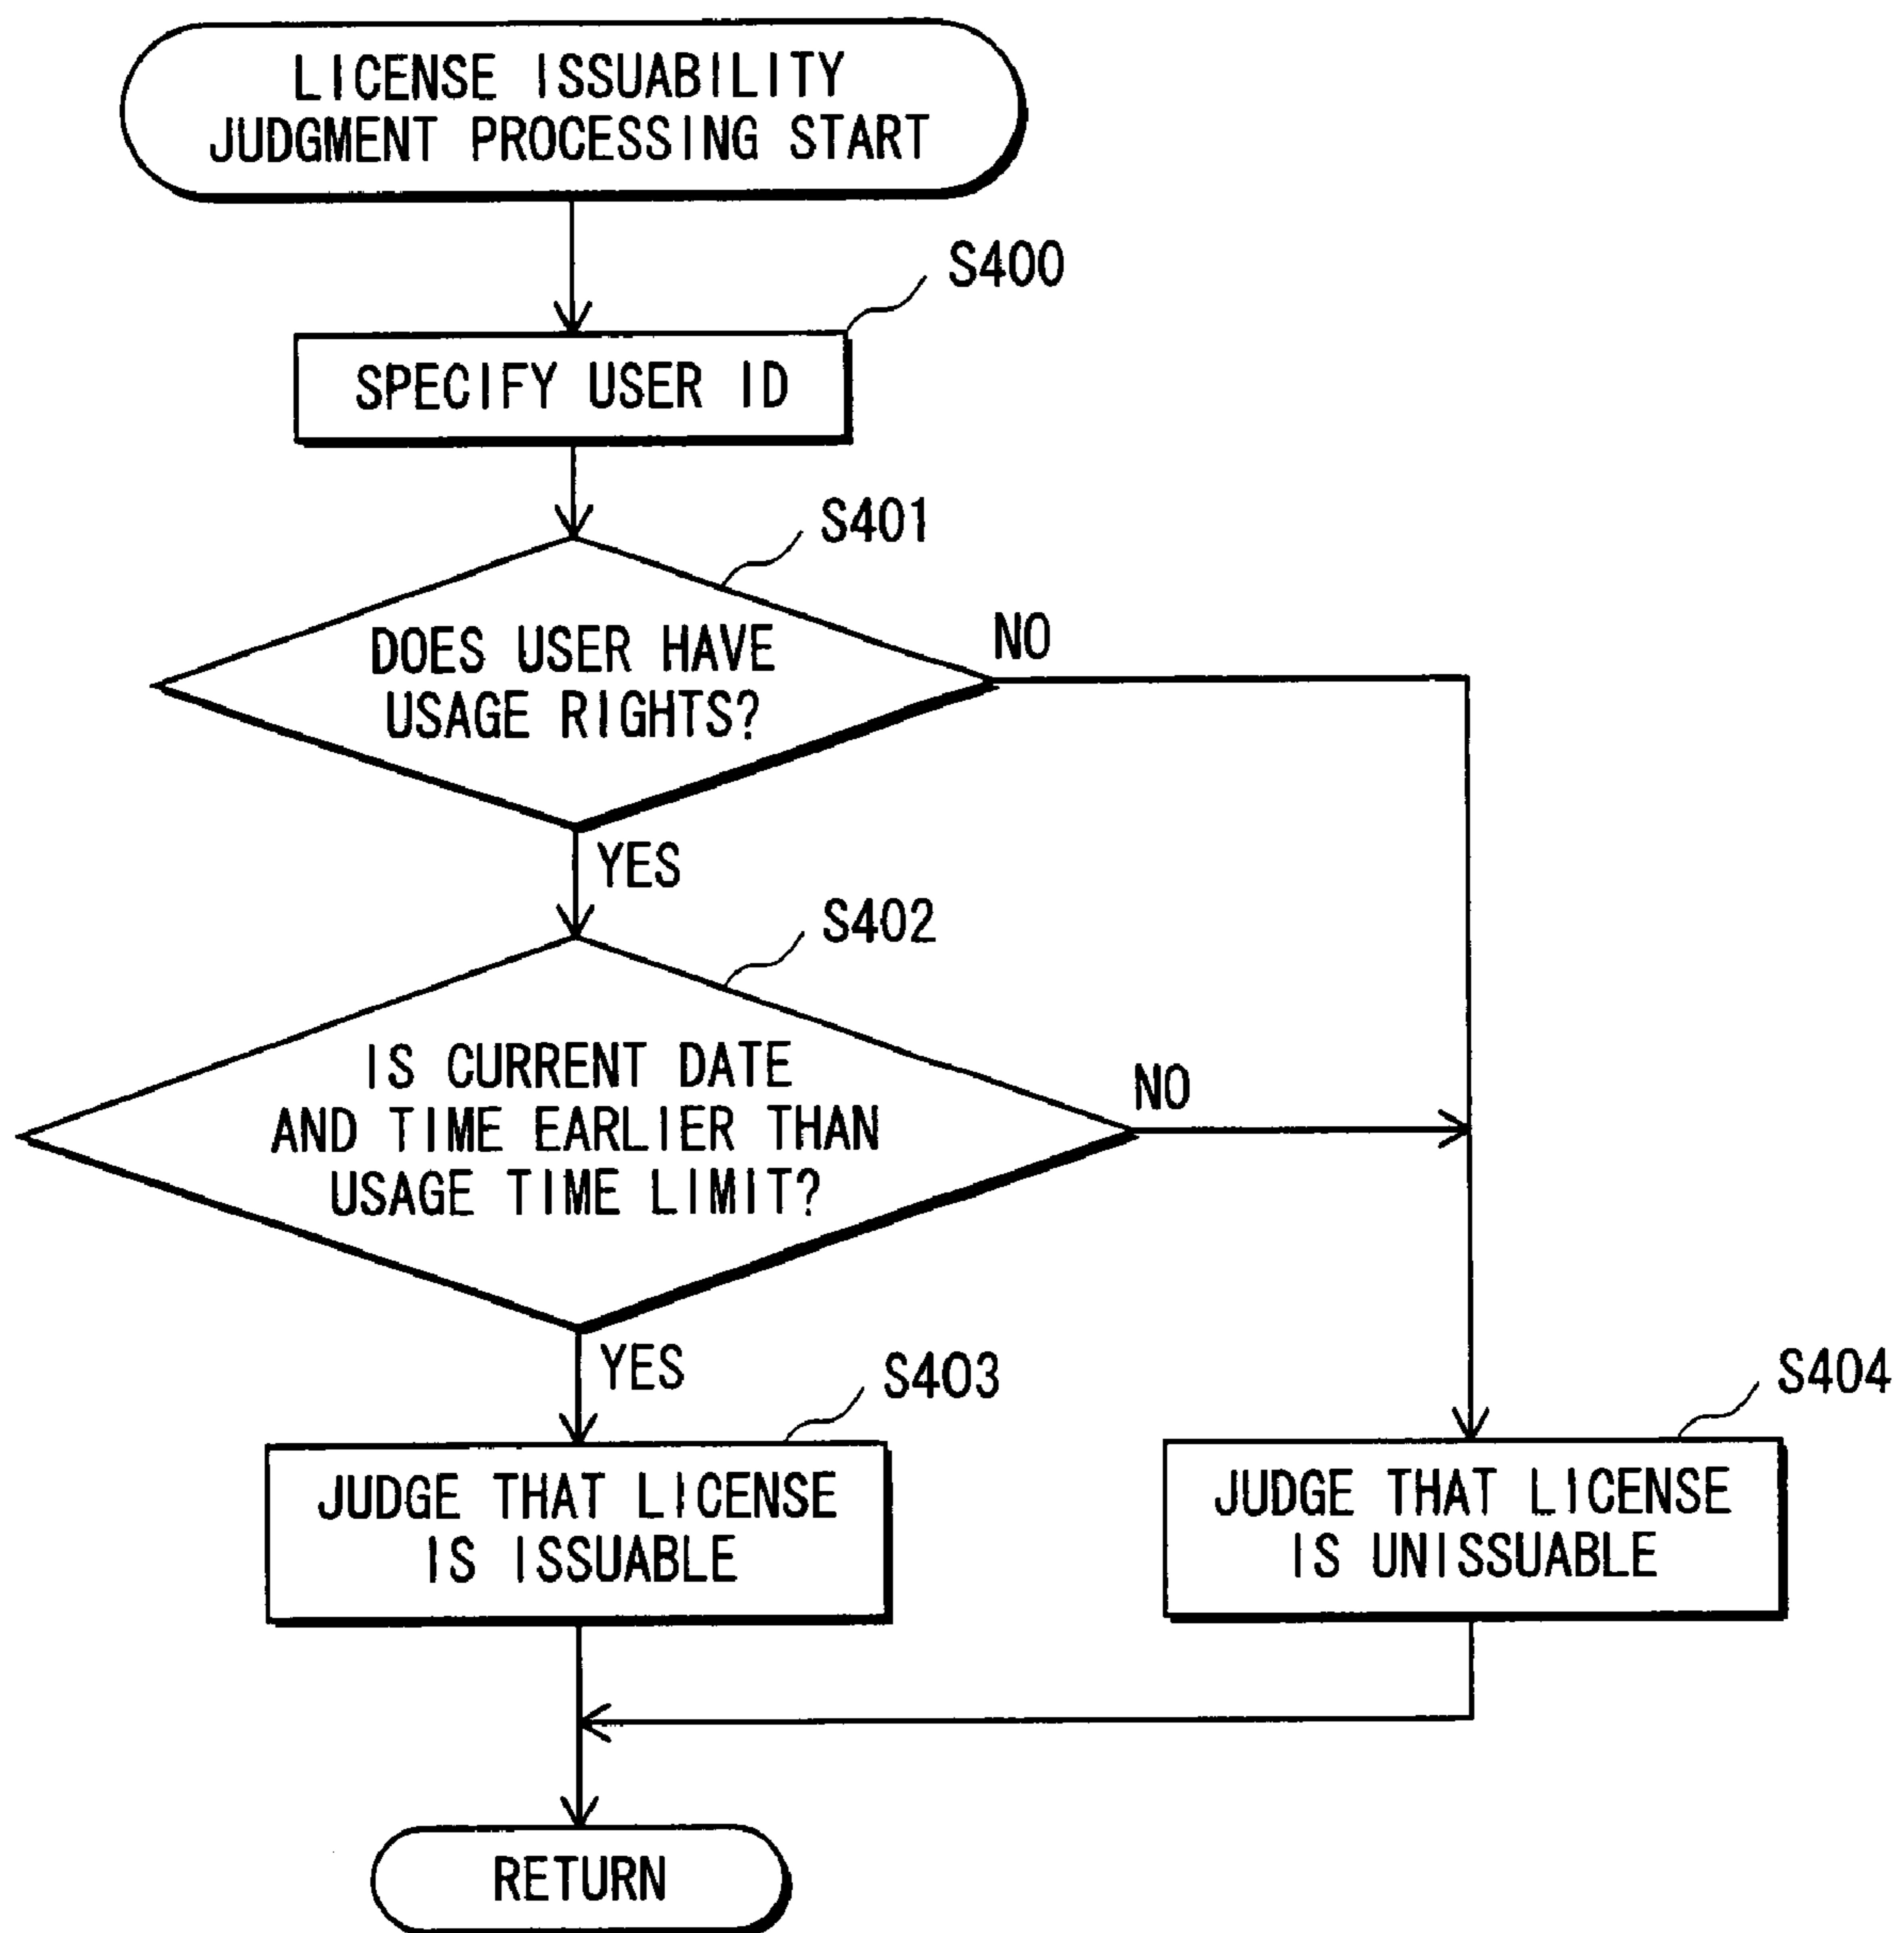 LICENSE ISSUABILITY
JUDGMENT PROCESSING START
S400
SPECIFY USER ID
S401
DOES USER HAVE
USAGE RIGHTS?
NO
YES
S402
IS CURRENT DATE
AND TIME EARLIER THAN
USAGE TIME LIMIT?
NO
YES
S403
S404
JUDGE THAT LICENSE
IS ISSUABLE
JUDGE THAT LICENSE
IS UNISSUABLE
RETURN